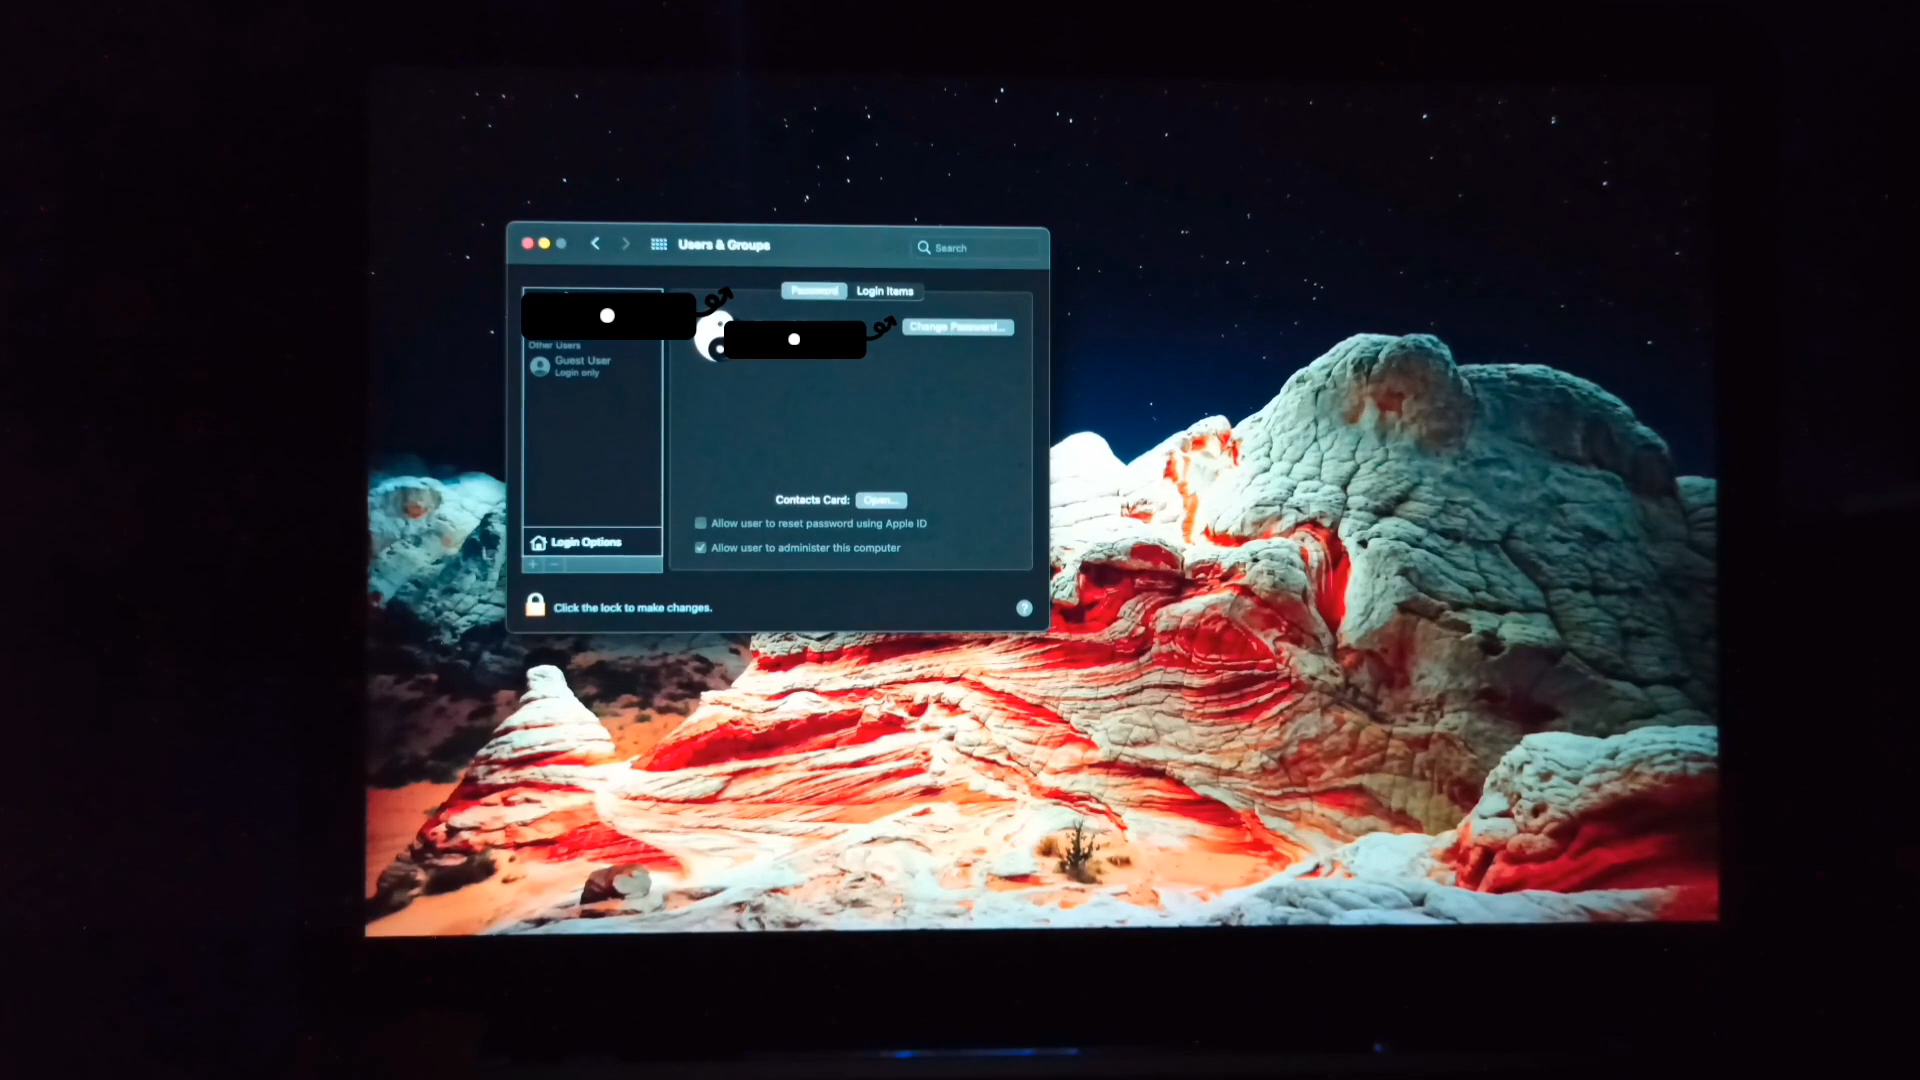 Users & Groups
Search
Password
Login Items
Change Password...
Other Users
Guest User
Login only
Contacts Card:
Open...
Allow user to reset password using Apple ID
Allow user to administer this computer
Login Options
+ −
Click the lock to make changes.
?